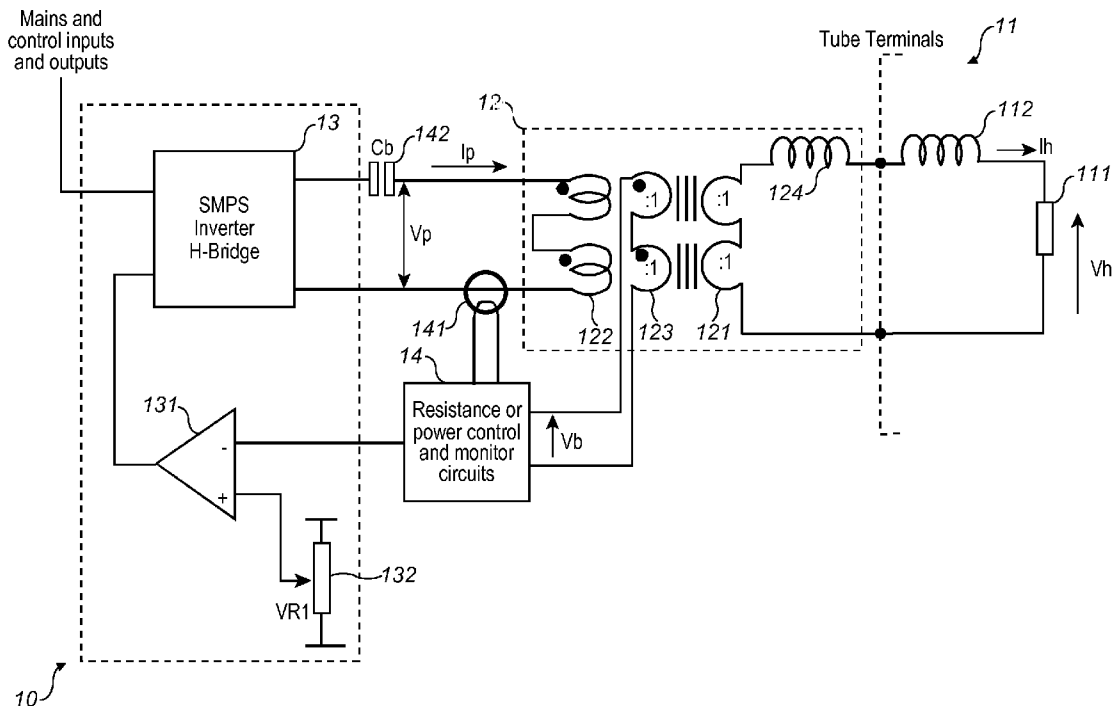 Mains and
control inputs
and outputs
Tube Terminals
11
12
13
142
112
Cb
Ip
Ih
124
111
SMPS
Inverter
H-Bridge
Vp
:1
:1
:1
:1
Vh
141
122
123
121
14
131
Resistance or
power control
and monitor
circuits
Vb
-
+
132
VR1
10